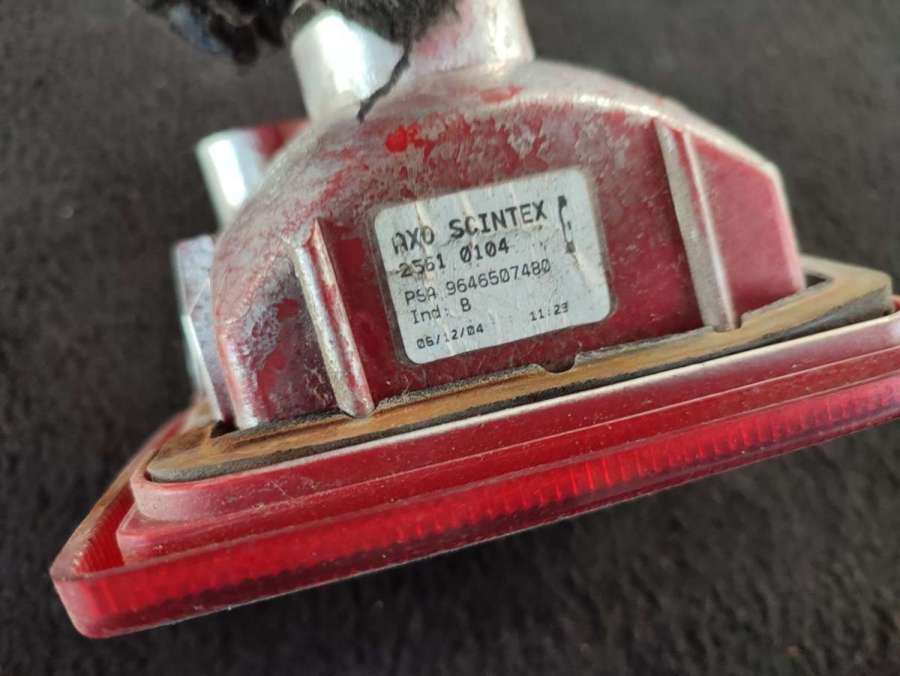 AXO SCINTEX
2561 0104
PSA 9646507480
Ind: B
06/12/04 11:23